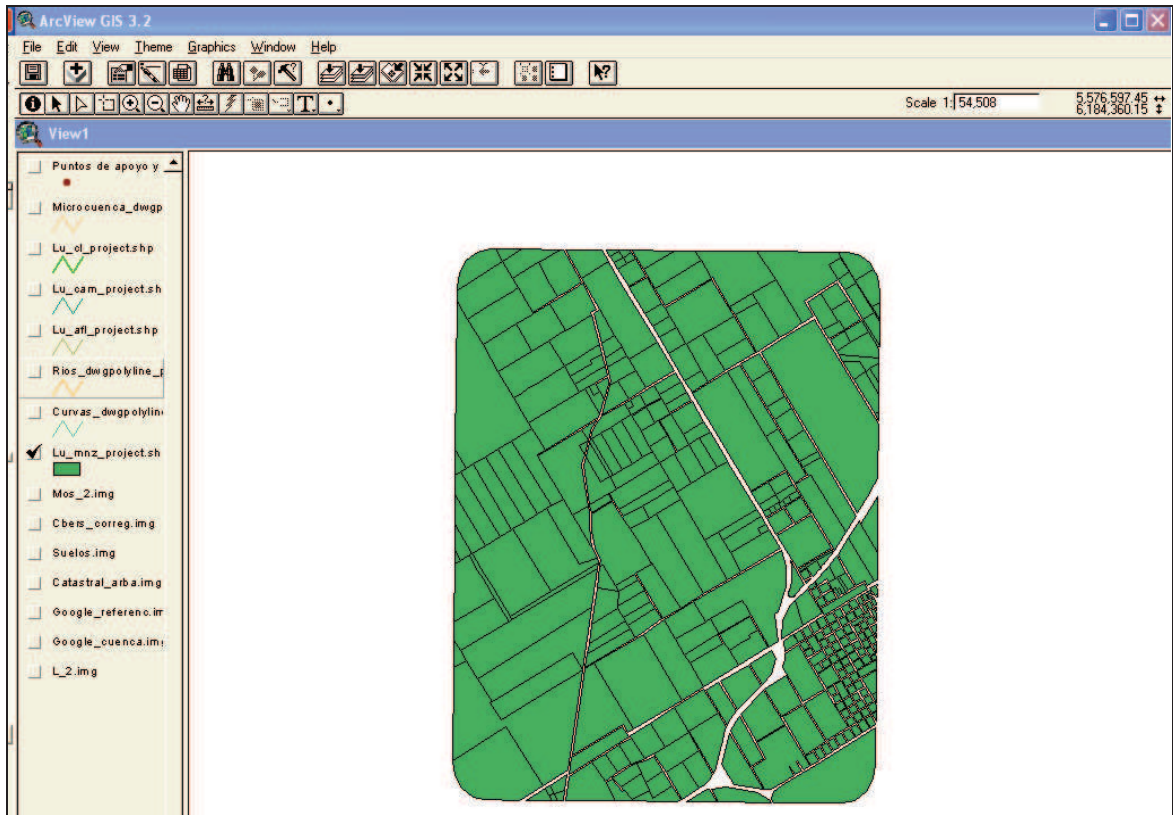 ArcView GIS 3.2
File Edit View Theme Graphics Window Help
Scale 1: 54,508
5,576,597.45
6,184,360.15
View1
Puntos de apoyo y
Microcuenca_dwgp
Lu_cl_project.shp
Lu_cam_project.sh
Lu_afl_project.shp
Rios_dwgpolyline_p
Curvas_dwgpolylin
Lu_mnz_project.sh
Mos_2.img
Cbers_correg.img
Suelos.img
Catastral_arba.img
Google_referenc.im
Google_cuenca.im
L_2.img